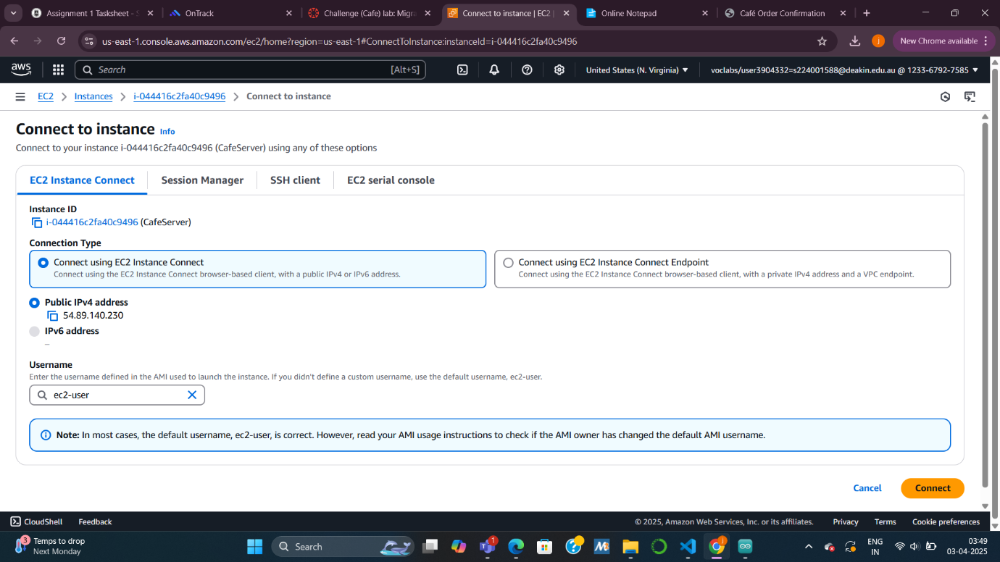 Assignment 1 Tasksheet - S
OnTrack
Challenge (Cafe) lab: Migra
Connect to instance | EC2 |
Online Notepad
Café Order Confirmation
us-east-1.console.aws.amazon.com/ec2/home?region=us-east-1#ConnectToInstance:instanceId=i-044416c2fa40c9496
j
New Chrome available
aws
Search
[Alt+S]
United States (N. Virginia)
voclabs/user3904332=s224001588@deakin.edu.au @ 1233-6792-7585
EC2 > Instances > i-044416c2fa40c9496 > Connect to instance
Connect to instance Info
Connect to your instance i-044416c2fa40c9496 (CafeServer) using any of these options
EC2 Instance Connect
Session Manager
SSH client
EC2 serial console
Instance ID
i-044416c2fa40c9496 (CafeServer)
Connection Type
Connect using EC2 Instance Connect
Connect using the EC2 Instance Connect browser-based client, with a public IPv4 or IPv6 address.
Connect using EC2 Instance Connect Endpoint
Connect using the EC2 Instance Connect browser-based client, with a private IPv4 address and a VPC endpoint.
Public IPv4 address
54.89.140.230
IPv6 address
–
Username
Enter the username defined in the AMI used to launch the instance. If you didn't define a custom username, use the default username, ec2-user.
ec2-user
Note: In most cases, the default username, ec2-user, is correct. However, read your AMI usage instructions to check if the AMI owner has changed the default AMI username.
Cancel
Connect
CloudShell
Feedback
© 2025, Amazon Web Services, Inc. or its affiliates.
Privacy
Terms
Cookie preferences
3
Temps to drop
Next Monday
Search
1
j
ENG
IN
03:49
03-04-2025